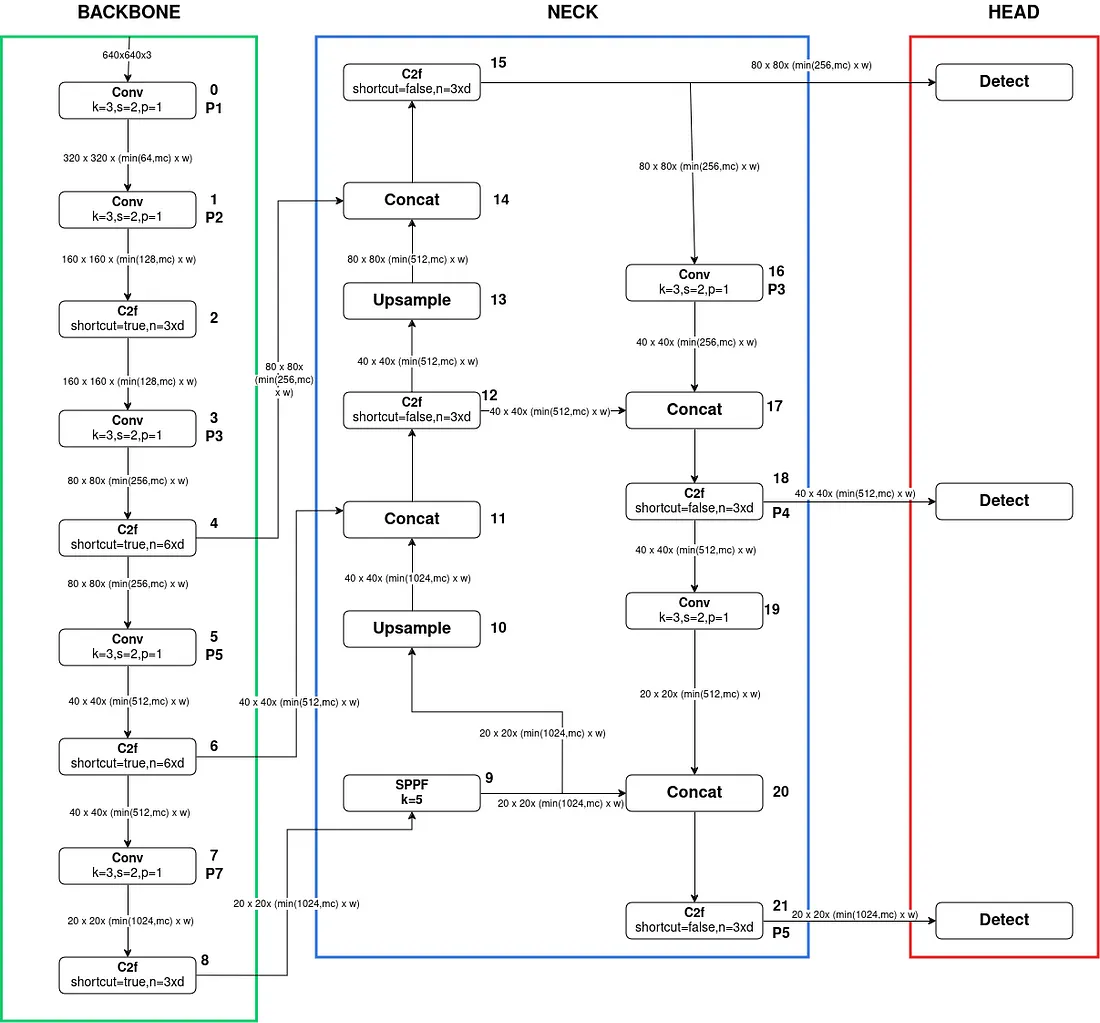 BACKBONE
NECK
HEAD
640x640x3
Conv
k=3,s=2,p=1
0
P1
320 x 320 x (min(64,mc) x w)
Conv
k=3,s=2,p=1
1
P2
160 x 160 x (min(128,mc) x w)
C2f
shortcut=true,n=3xd
2
160 x 160 x (min(128,mc) x w)
Conv
k=3,s=2,p=1
3
P3
80 x 80x (min(256,mc) x w)
C2f
shortcut=true,n=6xd
4
80 x 80x (min(256,mc) x w)
Conv
k=3,s=2,p=1
5
P5
40 x 40x (min(512,mc) x w)
C2f
shortcut=true,n=6xd
6
40 x 40x (min(512,mc) x w)
Conv
k=3,s=2,p=1
7
P7
20 x 20x (min(1024,mc) x w)
C2f
shortcut=true,n=3xd
8
80 x 80x
(min(256,mc)
x w)
40 x 40x (min(512,mc) x w)
20 x 20x (min(1024,mc) x w)
C2f
shortcut=false,n=3xd
15
Concat
14
80 x 80x (min(512,mc) x w)
Upsample
13
40 x 40x (min(512,mc) x w)
C2f
shortcut=false,n=3xd
12
40 x 40x (min(512,mc) x w)
Concat
11
40 x 40x (min(1024,mc) x w)
Upsample
10
20 x 20x (min(1024,mc) x w)
SPPF
k=5
9
20 x 20x (min(1024,mc) x w)
80 x 80x (min(256,mc) x w)
80 x 80x (min(256,mc) x w)
Conv
k=3,s=2,p=1
16
P3
40 x 40x (min(256,mc) x w)
Concat
17
C2f
shortcut=false,n=3xd
18
P4
40 x 40x (min(512,mc) x w)
40 x 40x (min(512,mc) x w)
Conv
k=3,s=2,p=1
19
20 x 20x (min(512,mc) x w)
Concat
20
C2f
shortcut=false,n=3xd
21
P5
20 x 20x (min(1024,mc) x w)
Detect
Detect
Detect